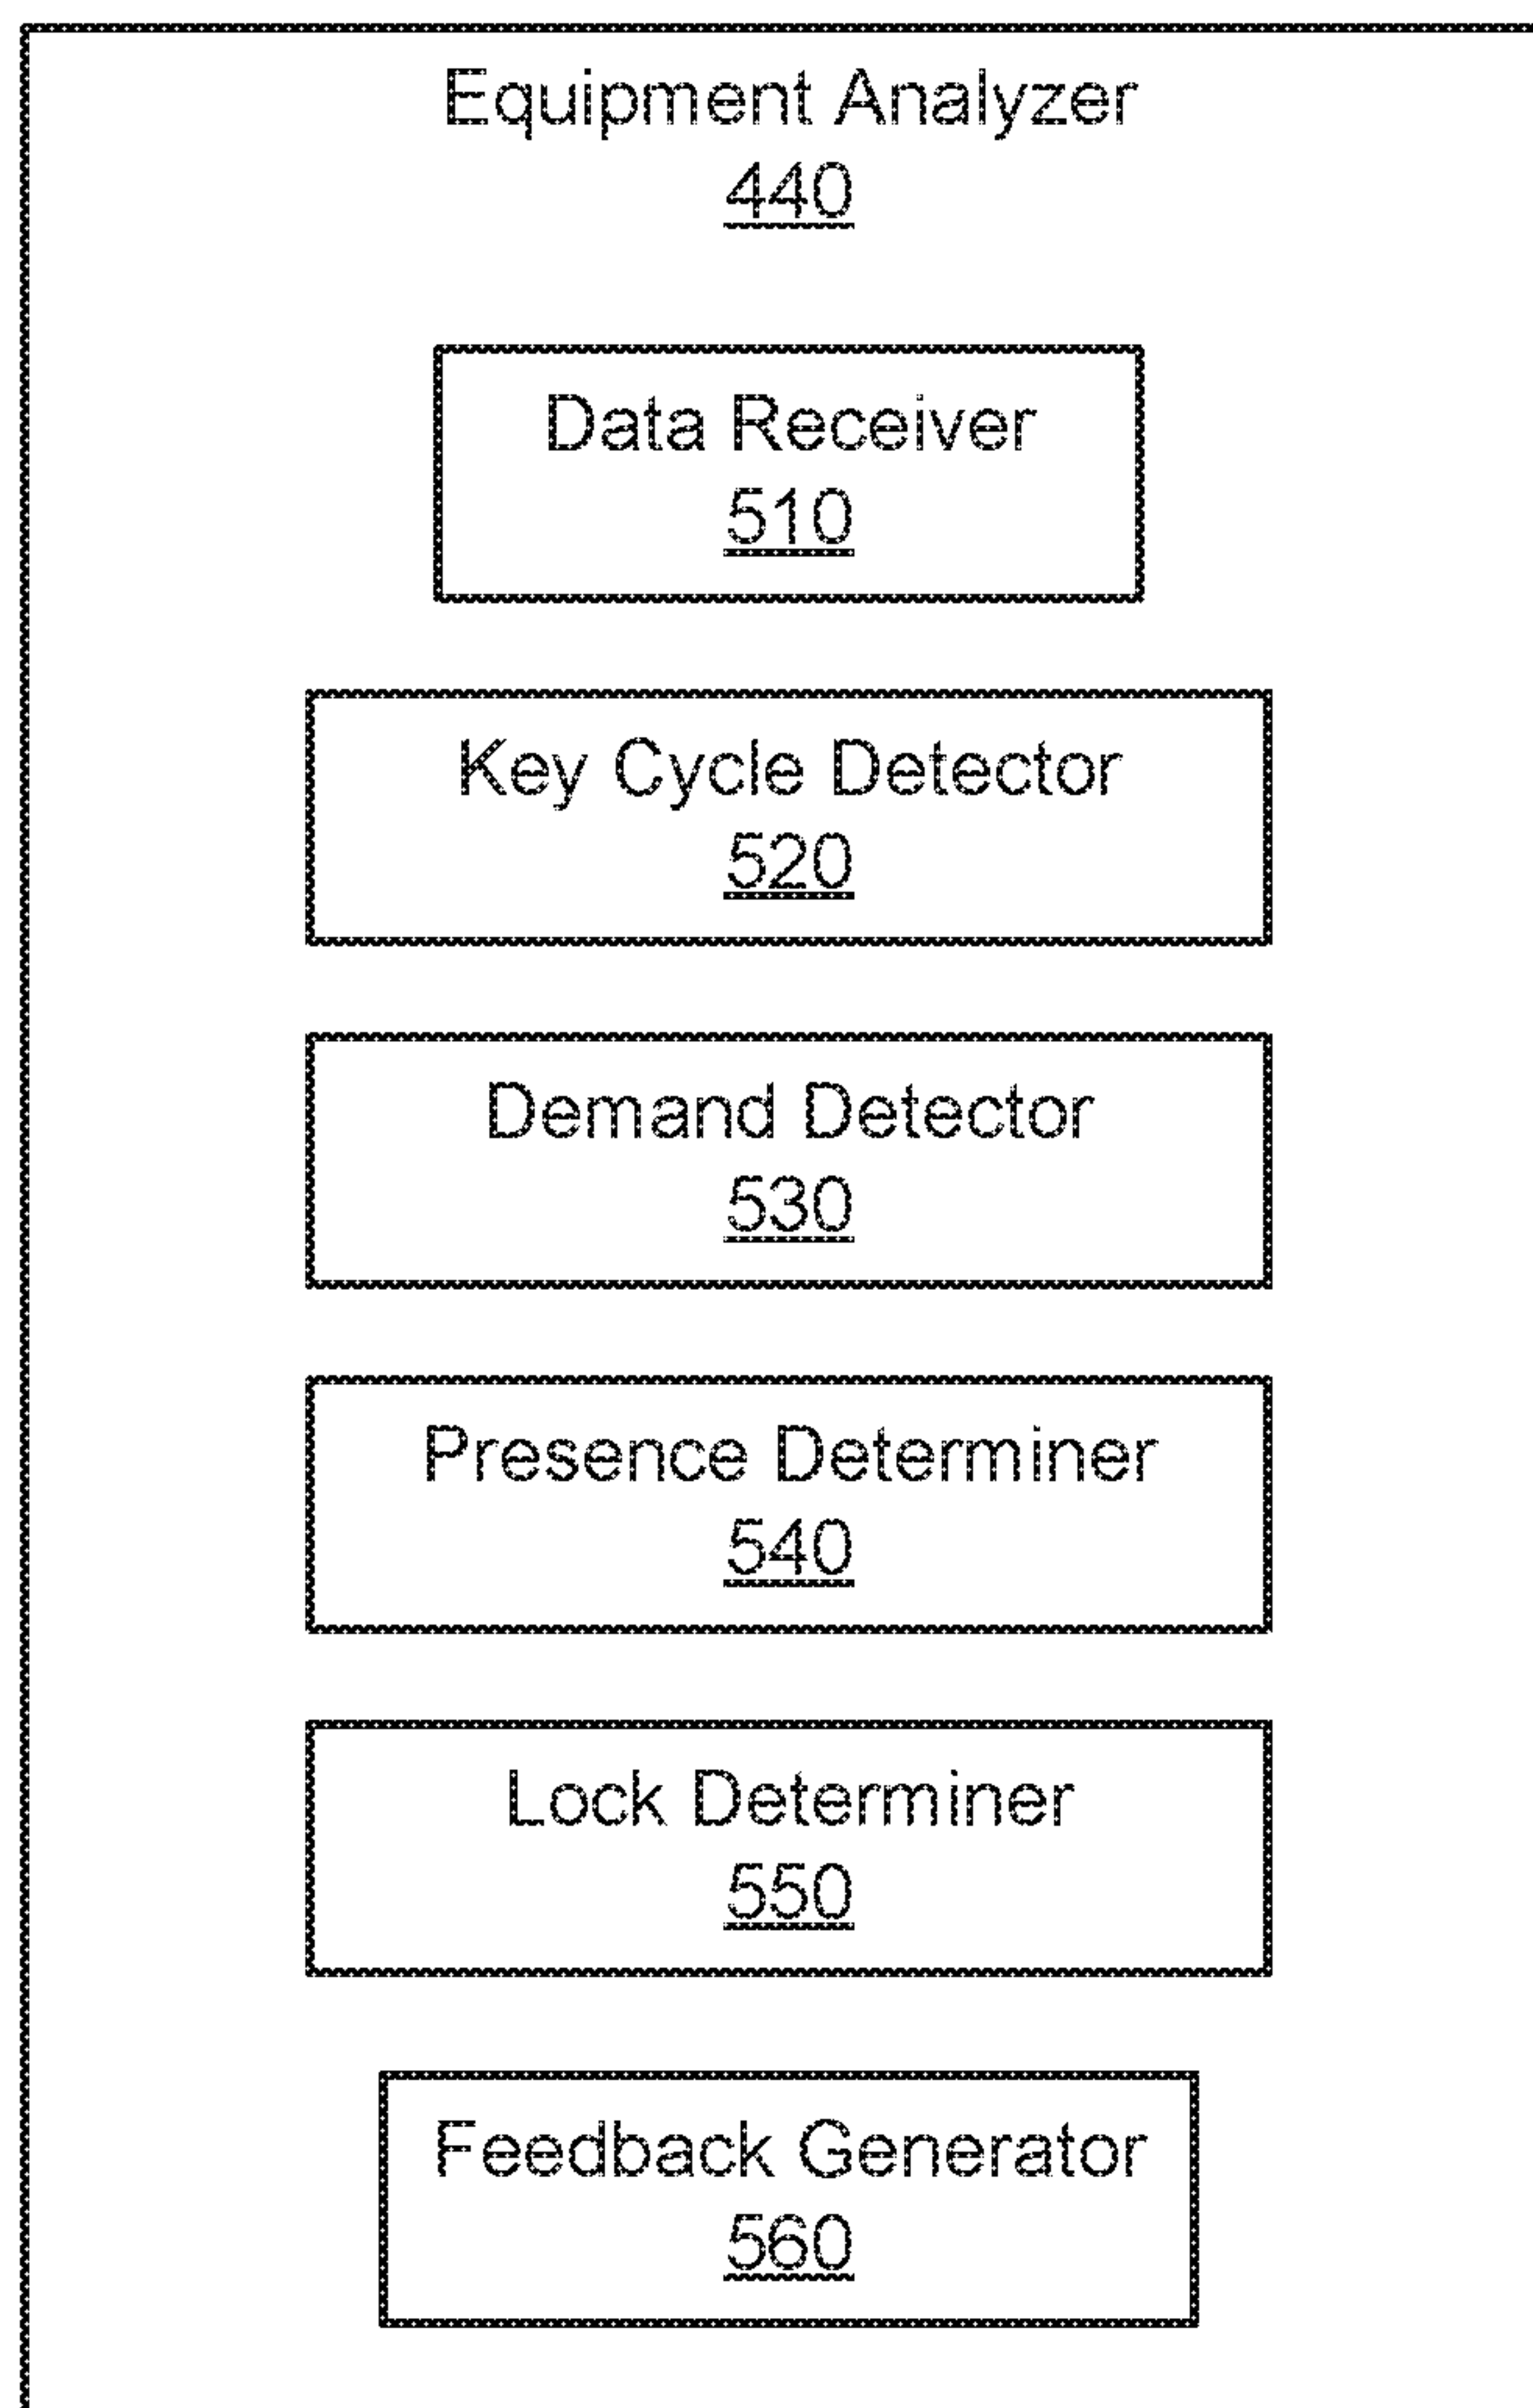 Equipment Analyzer
440
Data Receiver
510
Key Cycle Detector
520
Demand Detector
530
Presence Determiner
540
Lock Determiner
550
Feedback Generator
560